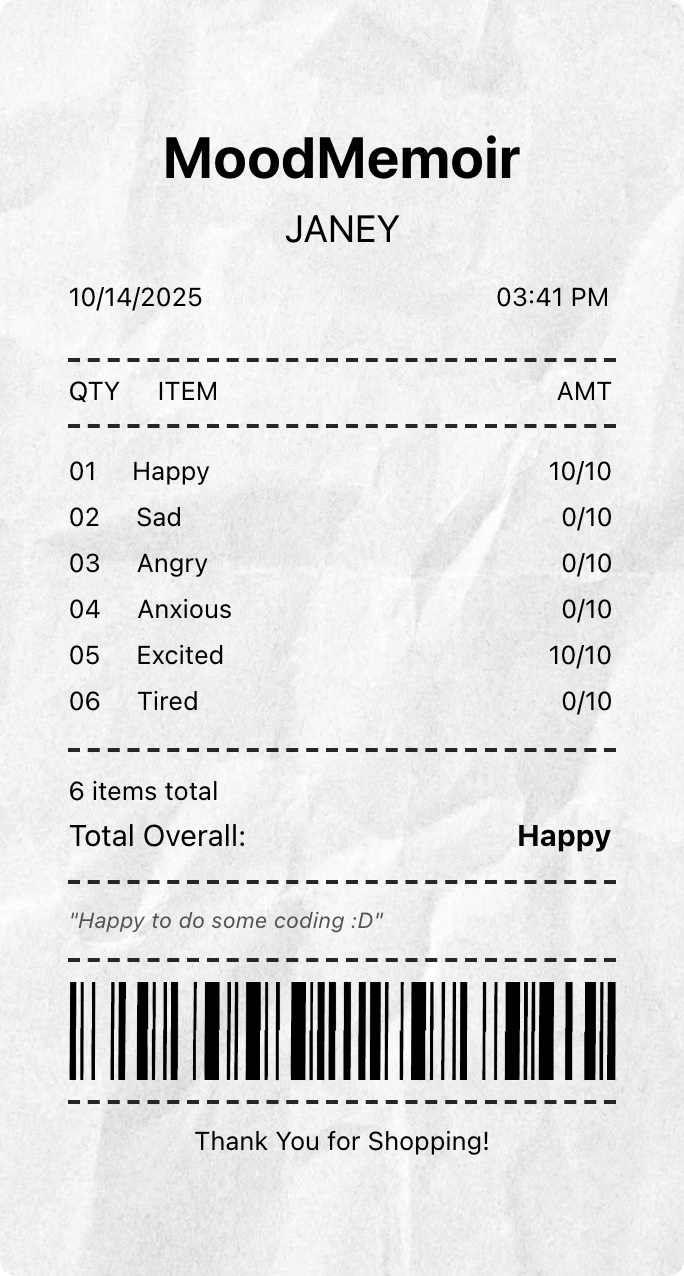 MoodMemoir
JANEY
10/14/2025 03:41 PM
QTY ITEM AMT
01 Happy 10/10
02 Sad 0/10
03 Angry 0/10
04 Anxious 0/10
05 Excited 10/10
06 Tired 0/10
6 items total
Total Overall: Happy
"Happy to do some coding :D"
Thank You for Shopping!